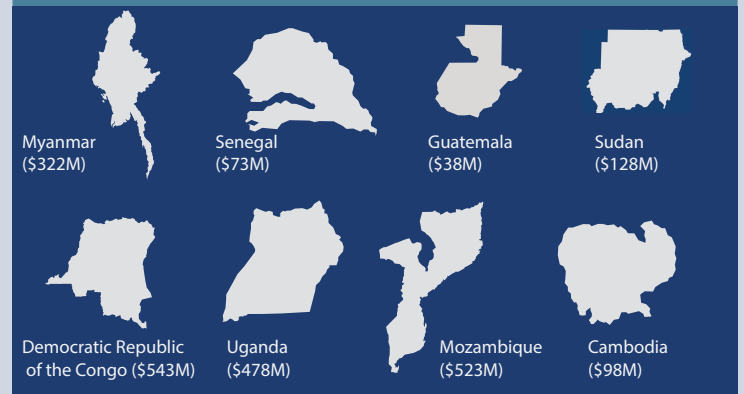 Myanmar
($322M)
Senegal
($73M)
Guatemala
($38M)
Sudan
($128M)
Democratic Republic
of the Congo ($543M)
Uganda
($478M)
Mozambique
($523M)
Cambodia
($98M)